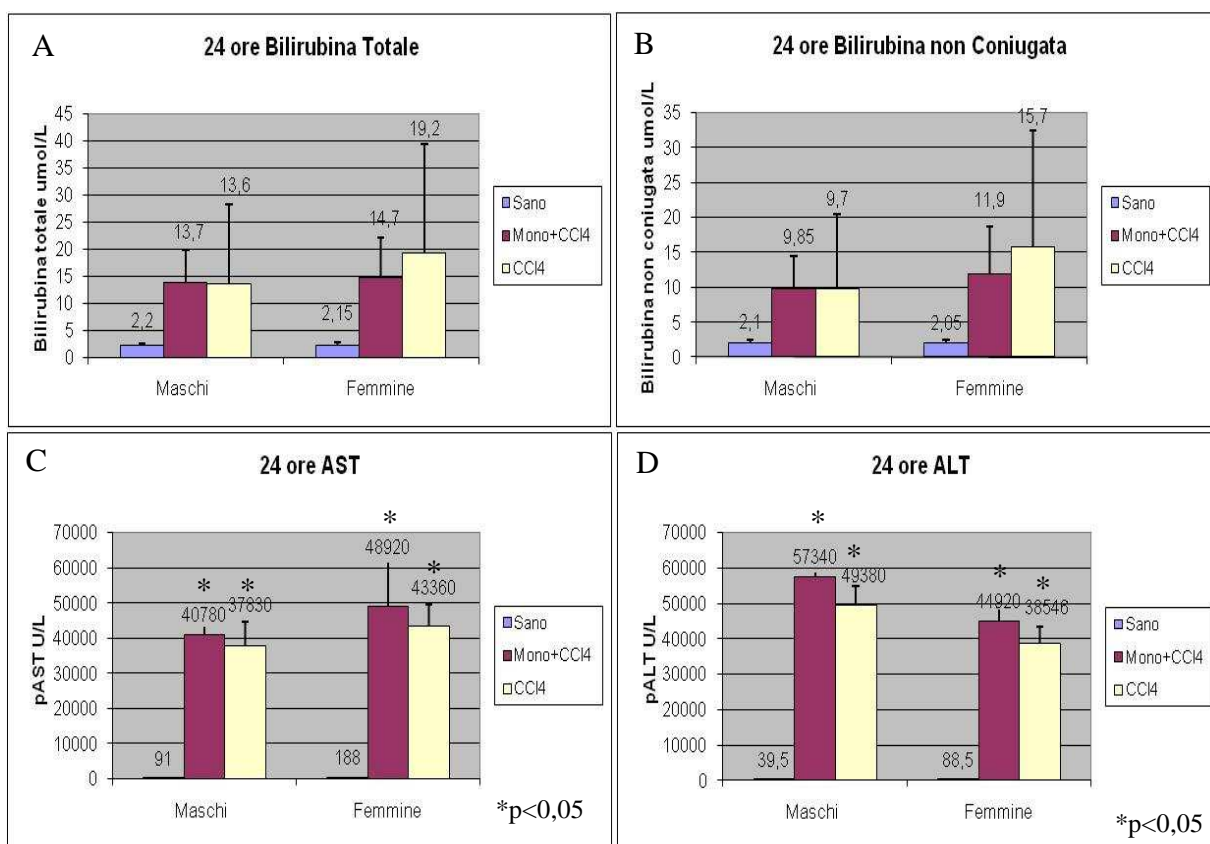 A
24 ore Bilirubina Totale
Bilirubina totale umol/L
45
40
35
30
25
20
15
10
5
0
2,2
13,7
13,6
2,15
14,7
19,2
Maschi
Femmine
Sano
Mono+CCl4
CCl4
B
24 ore Bilirubina non Coniugata
Bilirubina non coniugata umol/L
35
30
25
20
15
10
5
0
2,1
9,85
9,7
2,05
11,9
15,7
Maschi
Femmine
Sano
Mono+CCl4
CCl4
C
24 ore AST
pAST U/L
70000
60000
50000
40000
30000
20000
10000
0
91
*
40780
*
37830
188
*
48920
*
43360
Maschi
Femmine
Sano
Mono+CCl4
CCl4
*p<0,05
D
24 ore ALT
pALT U/L
70000
60000
50000
40000
30000
20000
10000
0
39,5
*
57340
*
49380
88,5
*
44920
*
38546
Maschi
Femmine
Sano
Mono+CCl4
CCl4
*p<0,05